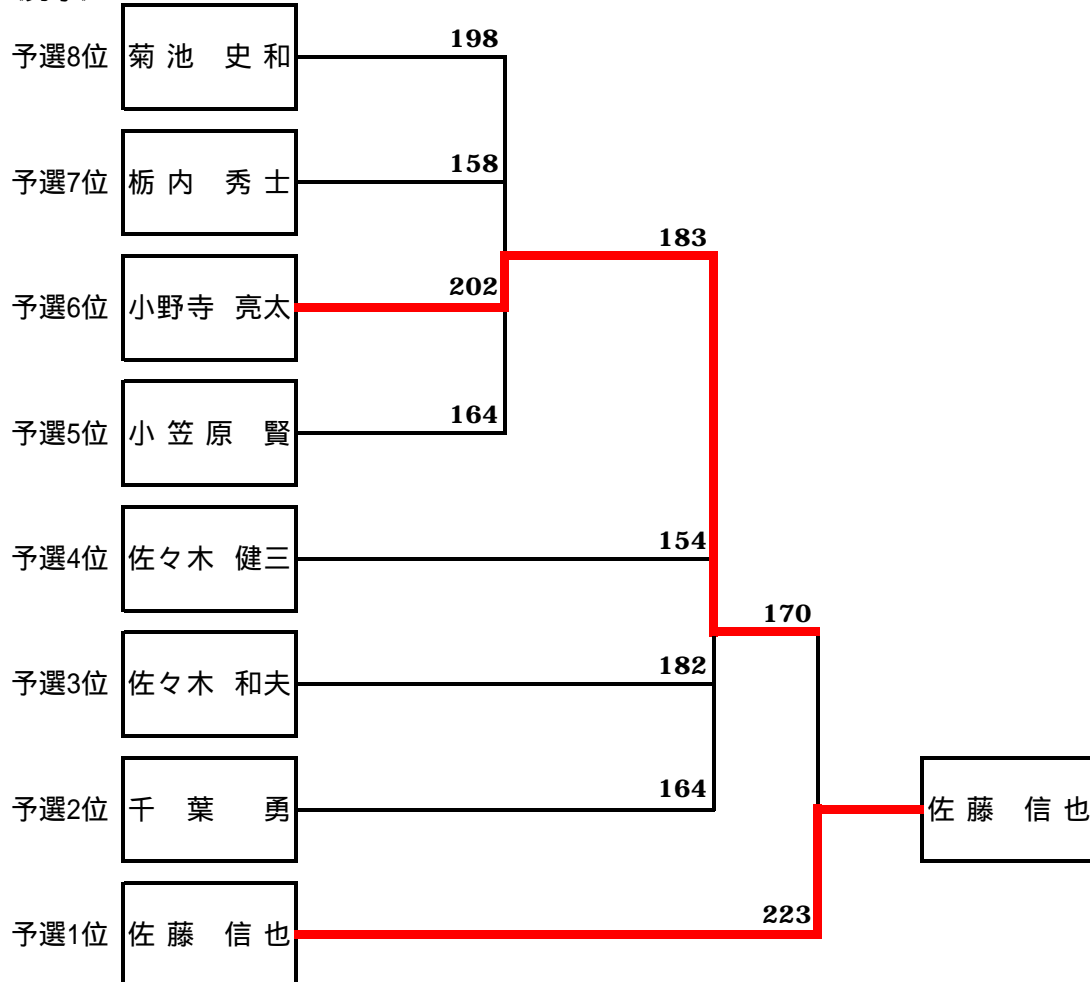 198
予選8位 菊池 史和
158
予選7位 栃内 秀士
183
202
予選6位 小野寺 亮太
164
予選5位 小笠原 賢
154
予選4位 佐々木 健三
170
182
予選3位 佐々木 和夫
164
予選2位 千葉 勇
佐藤 信也
223
予選1位 佐藤 信也